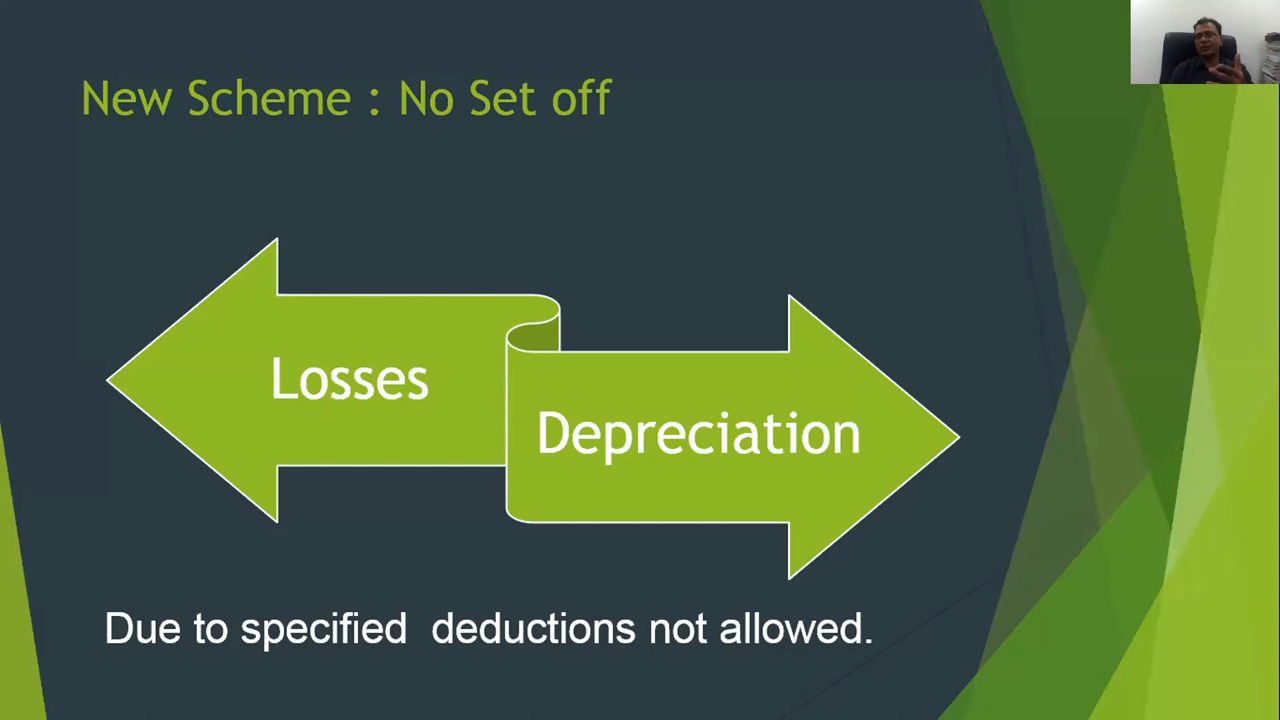 New Scheme : No Set off
Losses
Depreciation
Due to specified  deductions not allowed.